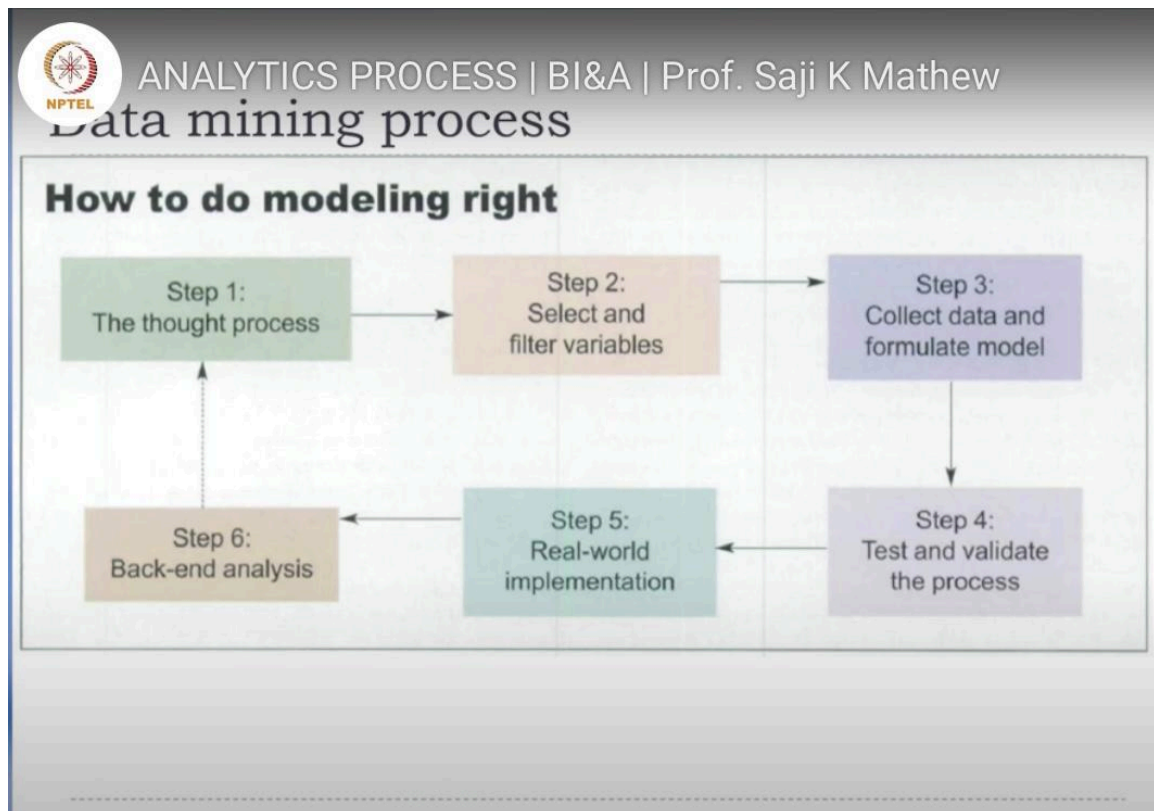 NPTEL
ANALYTICS PROCESS | BI&A | Prof. Saji K Mathew
Data mining process
How to do modeling right
Step 1:
The thought process
Step 2:
Select and
filter variables
Step 3:
Collect data and
formulate model
Step 4:
Test and validate
the process
Step 5:
Real-world
implementation
Step 6:
Back-end analysis